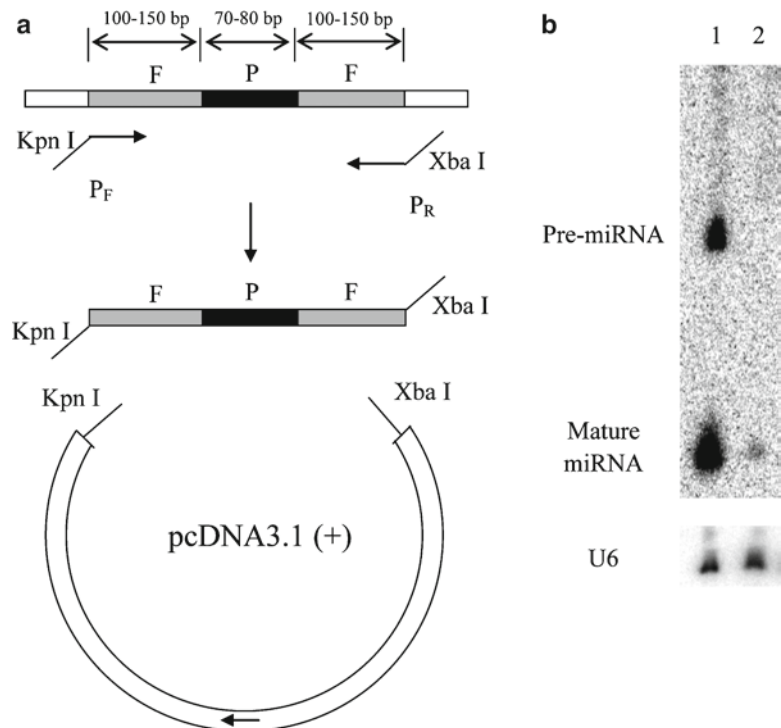 a
100-150 bp 70-80 bp 100-150 bp
F P F
Kpn I
Xba I
PF
PR
F P F
Kpn I
Xba I
Kpn I
Xba I
pcDNA3.1 (+)
b
1 2
Pre-miRNA
Mature
miRNA
U6